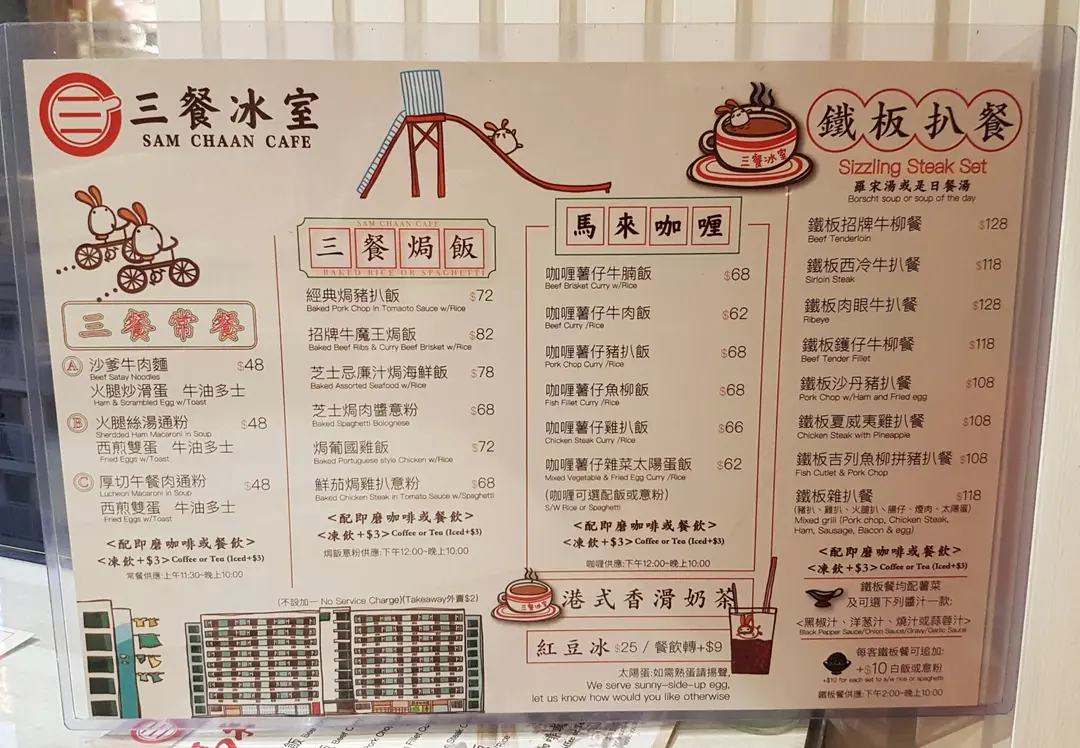 三餐冰室
SAM CHAAN CAFE
三餐常餐
A 沙爹牛肉麵 $48
Beef Satay Noodles
火腿炒滑蛋 牛油多士
Ham & Scrambled Egg w/Toast
B 火腿絲湯通粉 $48
Sherdded Ham Macaroni in Soup
西煎雙蛋 牛油多士
Fried Eggs w/Toast
C 厚切午餐肉通粉 $48
Lucheon Macaroni in Soup
西煎雙蛋 牛油多士
Fried Eggs w/Toast
<配即磨咖啡或餐飲>
<凍飲+$3>Coffee or Tea (Iced+$3)
常餐供應:上午11:30-晚上10:00
SAM CHAAN CAFE
三餐焗飯
BAKED RICE OR SPAGHETTI
經典焗豬扒飯 $72
Baked Pork Chop in Tomaoto Sauce w/Rice
招牌牛魔王焗飯 $82
Baked Beef Ribs & Curry Beef Brisket w/Rice
芝士忌廉汁焗海鮮飯 $78
Baked Assorted Seafood w/Rice
芝士焗肉醬意粉 $68
Baked Spaghetti Bolognese
焗葡國雞飯 $72
Baked Portuguese style Chicken w/Rice
鮮茄焗雞扒意粉 $68
Baked Chicken Steak in Tomato Sauce w/Spaghetti
<配即磨咖啡或餐飲>
<凍飲+$3>Coffee or Tea (Iced+$3)
焗飯意粉供應:下午12:00-晚上10:00
(不設加一 No Service Charge)(Takeaway外賣$2)
馬來咖喱
咖喱薯仔牛腩飯 $68
Beef Brisket Curry w/Rice
咖喱薯仔牛肉飯 $62
Beef Curry /Rice
咖喱薯仔豬扒飯 $68
Pork Chop Curry /Rice
咖喱薯仔魚柳飯 $68
Fish Fillet Curry /Rice
咖喱薯仔雞扒飯 $66
Chicken Steak Curry /Rice
咖喱薯仔雜菜太陽蛋飯 $62
Mixed Vegetable & Fried Egg Curry /Rice
(咖喱可選配飯或意粉)
S/W Rice or Spaghetti
<配即磨咖啡或餐飲>
<凍飲+$3>Coffee or Tea (Iced+$3)
咖喱供應:下午12:00-晚上10:00
三餐冰室
港式香滑奶茶
紅豆冰 $25 / 餐飲轉+$9
太陽蛋:如需熟蛋請揚聲,
We serve sunny-side-up egg,
let us know how would you like otherwise
三餐冰室
鐵板扒餐
Sizzling Steak Set
羅宋湯或是日餐湯
Borscht soup or soup of the day
鐵板招牌牛柳餐 $128
Beef Tenderloin
鐵板西冷牛扒餐 $118
Sirloin Steak
鐵板肉眼牛扒餐 $128
Ribeye
鐵板鑊仔牛柳餐 $118
Beef Tender Fillet
鐵板沙丹豬扒餐 $108
Pork Chop w/Ham and Fried egg
鐵板夏威夷雞扒餐 $108
Chicken Steak with Pineapple
鐵板吉列魚柳拼豬扒餐 $108
Fish Cutlet & Pork Chop
鐵板雜扒餐 $118
(豬扒、雞扒、火腿扒、腸仔、煙肉、太陽蛋)
Mixed grill (Pork chop, Chicken Steak,
Ham, Sausage, Bacon & egg)
<配即磨咖啡或餐飲>
<凍飲+$3>Coffee or Tea (Iced+$3)
鐵板餐均配薯菜
及可選下列醬汁一款:
<黑椒汁、洋葱汁、燒汁或蒜蓉汁>
Black Pepper Sauce/Onion Sauce/Gravy/Garlic Sauce
每客鐵板餐可追加:
+$10 白飯或意粉
+$10 for each set to s/w rice or spaghetti
鐵板餐供應:下午2:00-晚上10:00